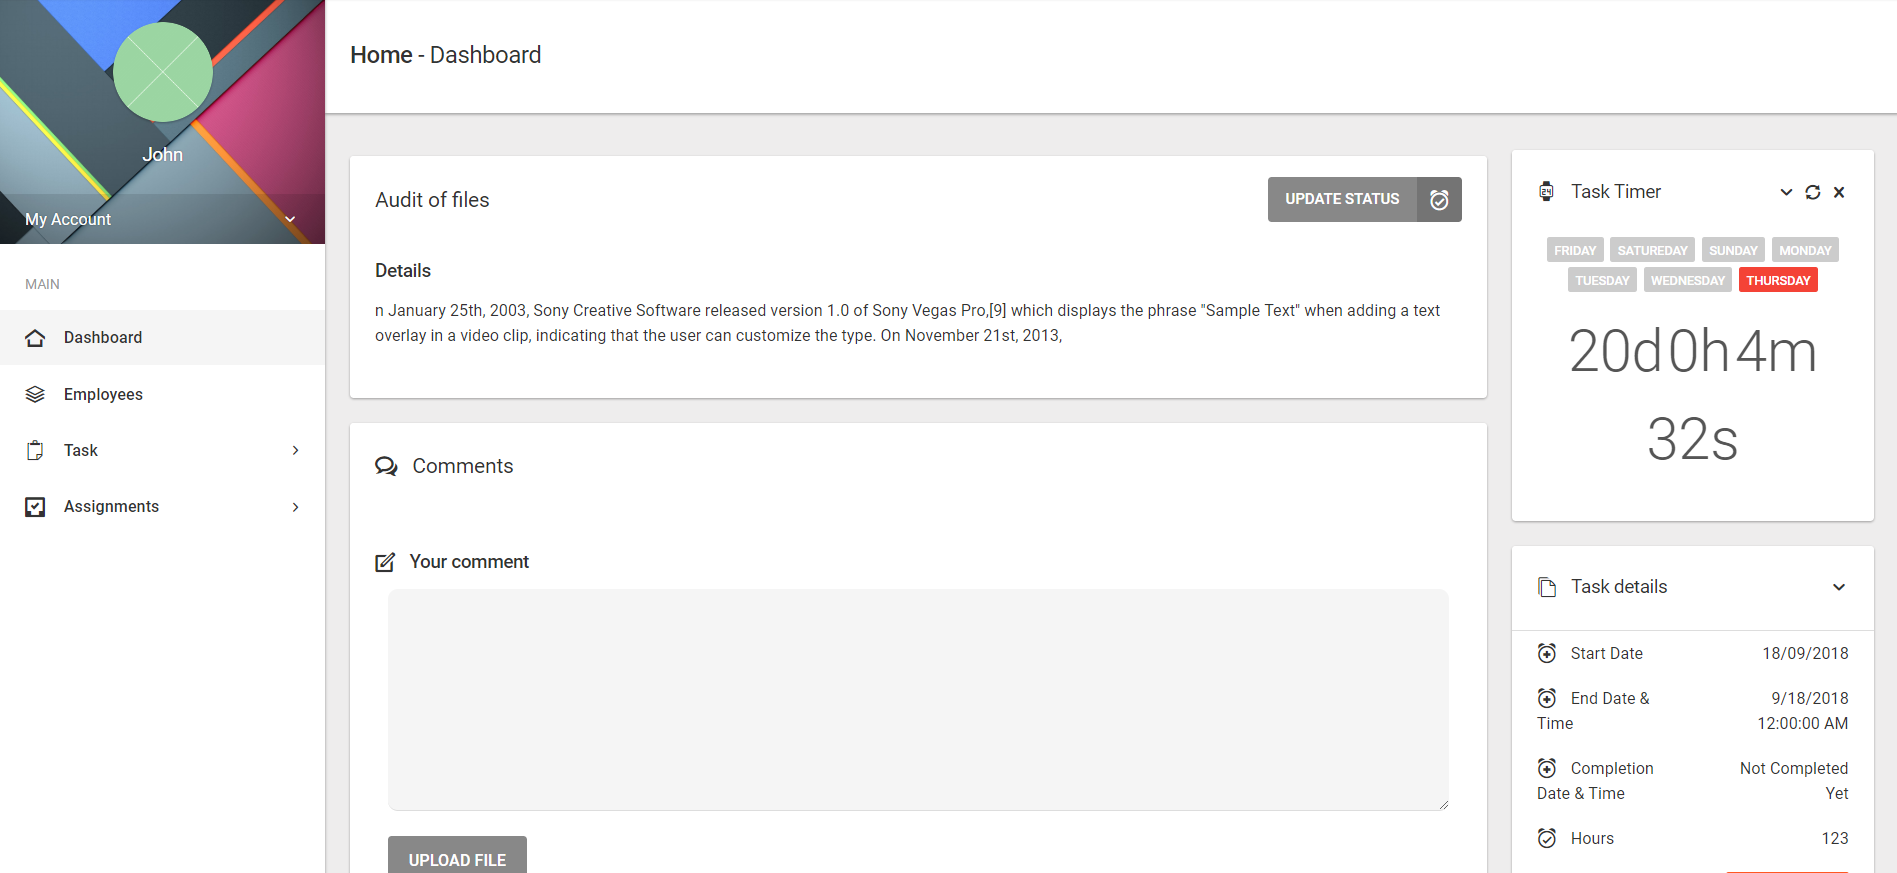 John
My Account
MAIN
Dashboard
Employees
Task
Assignments
Home - Dashboard
Audit of files
UPDATE STATUS
Details
n January 25th, 2003, Sony Creative Software released version 1.0 of Sony Vegas Pro,[9] which displays the phrase "Sample Text" when adding a text
overlay in a video clip, indicating that the user can customize the type. On November 21st, 2013,
Comments
Your comment
UPLOAD FILE
24
Task Timer
FRIDAY SATUREDAY SUNDAY MONDAY
TUESDAY WEDNESDAY THURSDAY
20d0h4m
32s
Task details
Start Date 18/09/2018
End Date & 9/18/2018
Time 12:00:00 AM
Completion Not Completed
Date & Time Yet
Hours 123